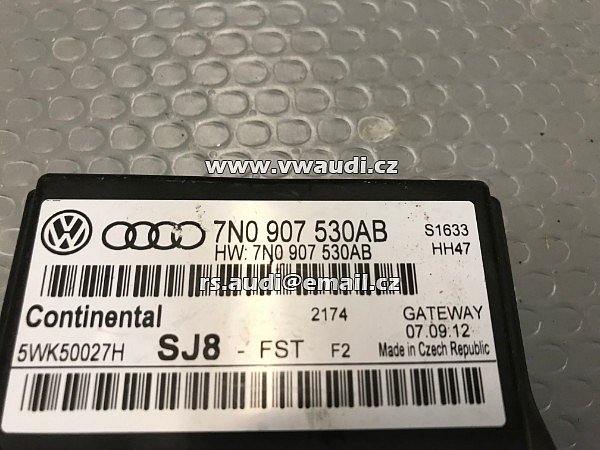 www.vwaudi.cz
7N0 907 530AB
S1633
HW: 7N0 907 530AB
HH47
rs.audi@email.cz
Continental
2174
GATEWAY
07.09.12
5WK50027H
SJ8 - FST F2
Made in Czech Republic